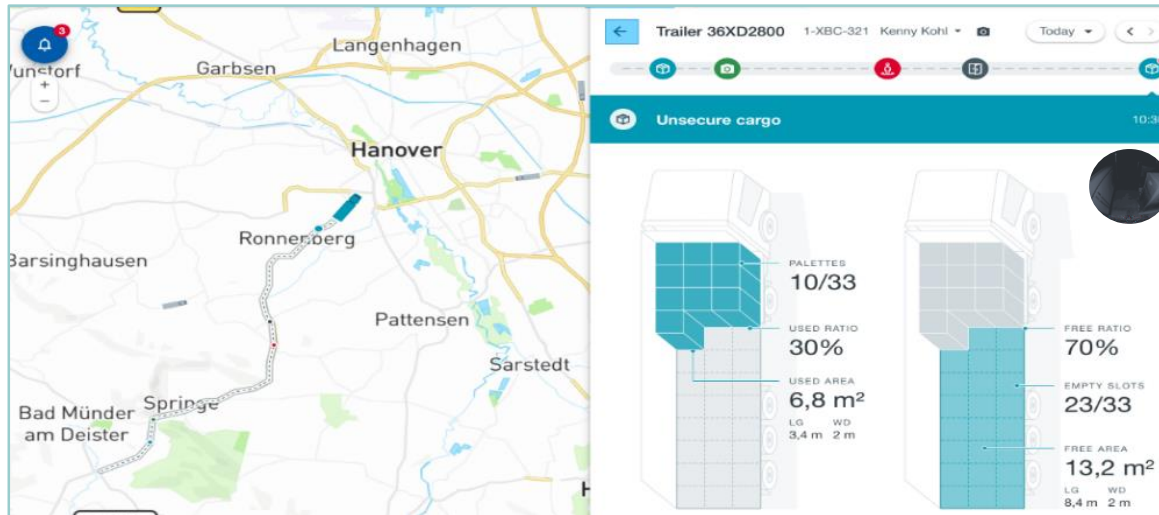 3
Wunstorf
+
−
Garbsen
Langenhagen
Hanover
Ronnenberg
Barsinghausen
Pattensen
Sarstedt
Bad Münder
am Deister
Springe
H
Trailer 36XD2800 1-XBC-321 Kenny Kohl Today
Unsecure cargo
PALETTES
10/33
USED RATIO
30%
USED AREA
6,8 m²
LG WD
3,4 m 2 m
FREE RATIO
70%
EMPTY SLOTS
23/33
FREE AREA
13,2 m²
LG WD
8,4 m 2 m